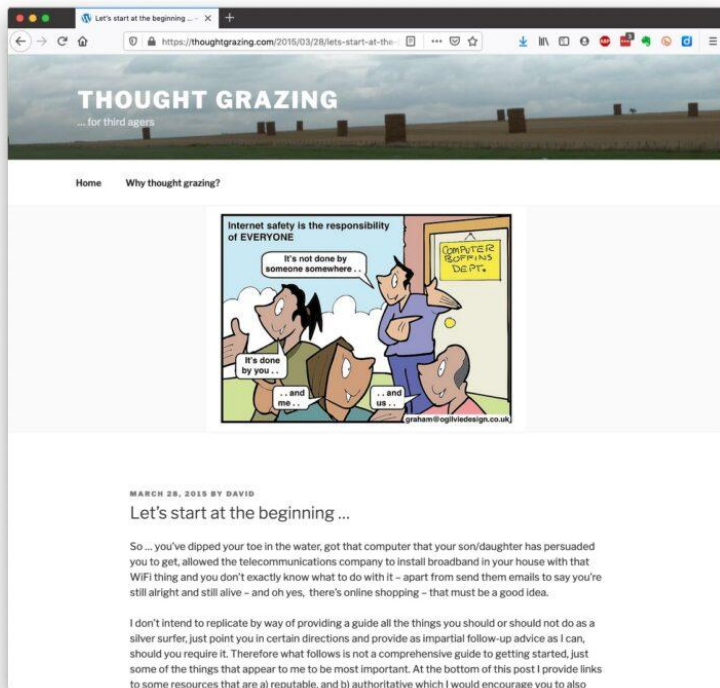 Let's start at the beginning ... -
https://thoughtgrazing.com/2015/03/28/lets-start-at-the-
THOUGHT GRAZING
... for third agers
Home Why thought grazing?
Internet safety is the responsibility
of EVERYONE
It's not done by
someone somewhere . .
COMPUTER
BOFFINS
DEPT.
It's done
by you . .
. . and
me . .
. . and
us . .
graham@ogilviedesign.co.uk
MARCH 28, 2015 BY DAVID
Let's start at the beginning ...
So ... you've dipped your toe in the water, got that computer that your son/daughter has persuaded
you to get, allowed the telecommunications company to install broadband in your house with that
WiFi thing and you don't exactly know what to do with it – apart from send them emails to say you're
still alright and still alive – and oh yes, there's online shopping – that must be a good idea.
I don't intend to replicate by way of providing a guide all the things you should or should not do as a
silver surfer, just point you in certain directions and provide as impartial follow-up advice as I can,
should you require it. Therefore what follows is not a comprehensive guide to getting started, just
some of the things that appear to me to be most important. At the bottom of this post I provide links
to some resources that are a) reputable, and b) authoritative which I would encourage you to also